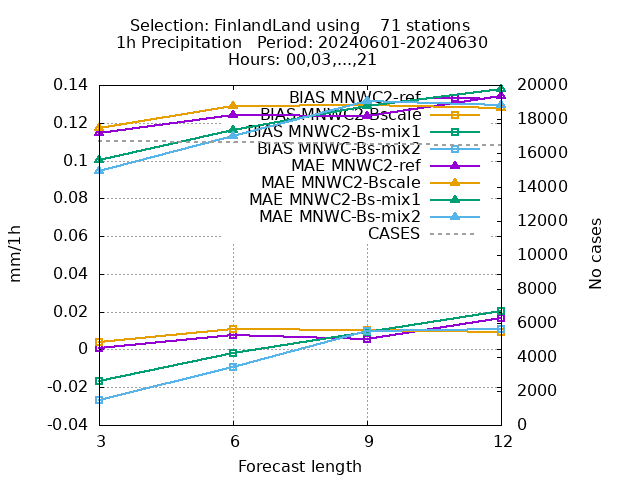 Selection: FinlandLand using    71 stations
1h Precipitation   Period: 20240601-20240630
Hours: 00,03,...,21
0.14
0.12
0.1
0.08
0.06
0.04
0.02
0
-0.02
-0.04
mm/1h
BIAS MNWC2-ref
BIAS MNWC2-Bscale
BIAS MNWC2-Bs-mix1
BIAS MNWC-Bs-mix2
MAE MNWC2-ref
MAE MNWC2-Bscale
MAE MNWC2-Bs-mix1
MAE MNWC-Bs-mix2
CASES
20000
18000
16000
14000
12000
10000
8000
6000
4000
2000
0
No cases
3 6 9 12
Forecast length